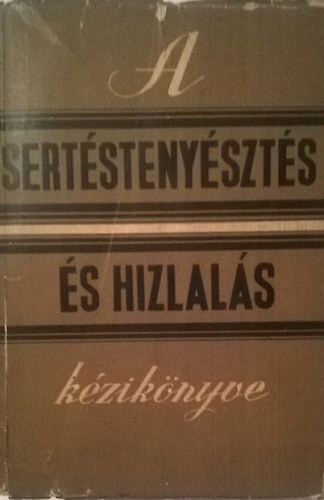 A
SERTÉSTENYÉSZTÉS
ÉS HIZLALÁS
kézikönyve